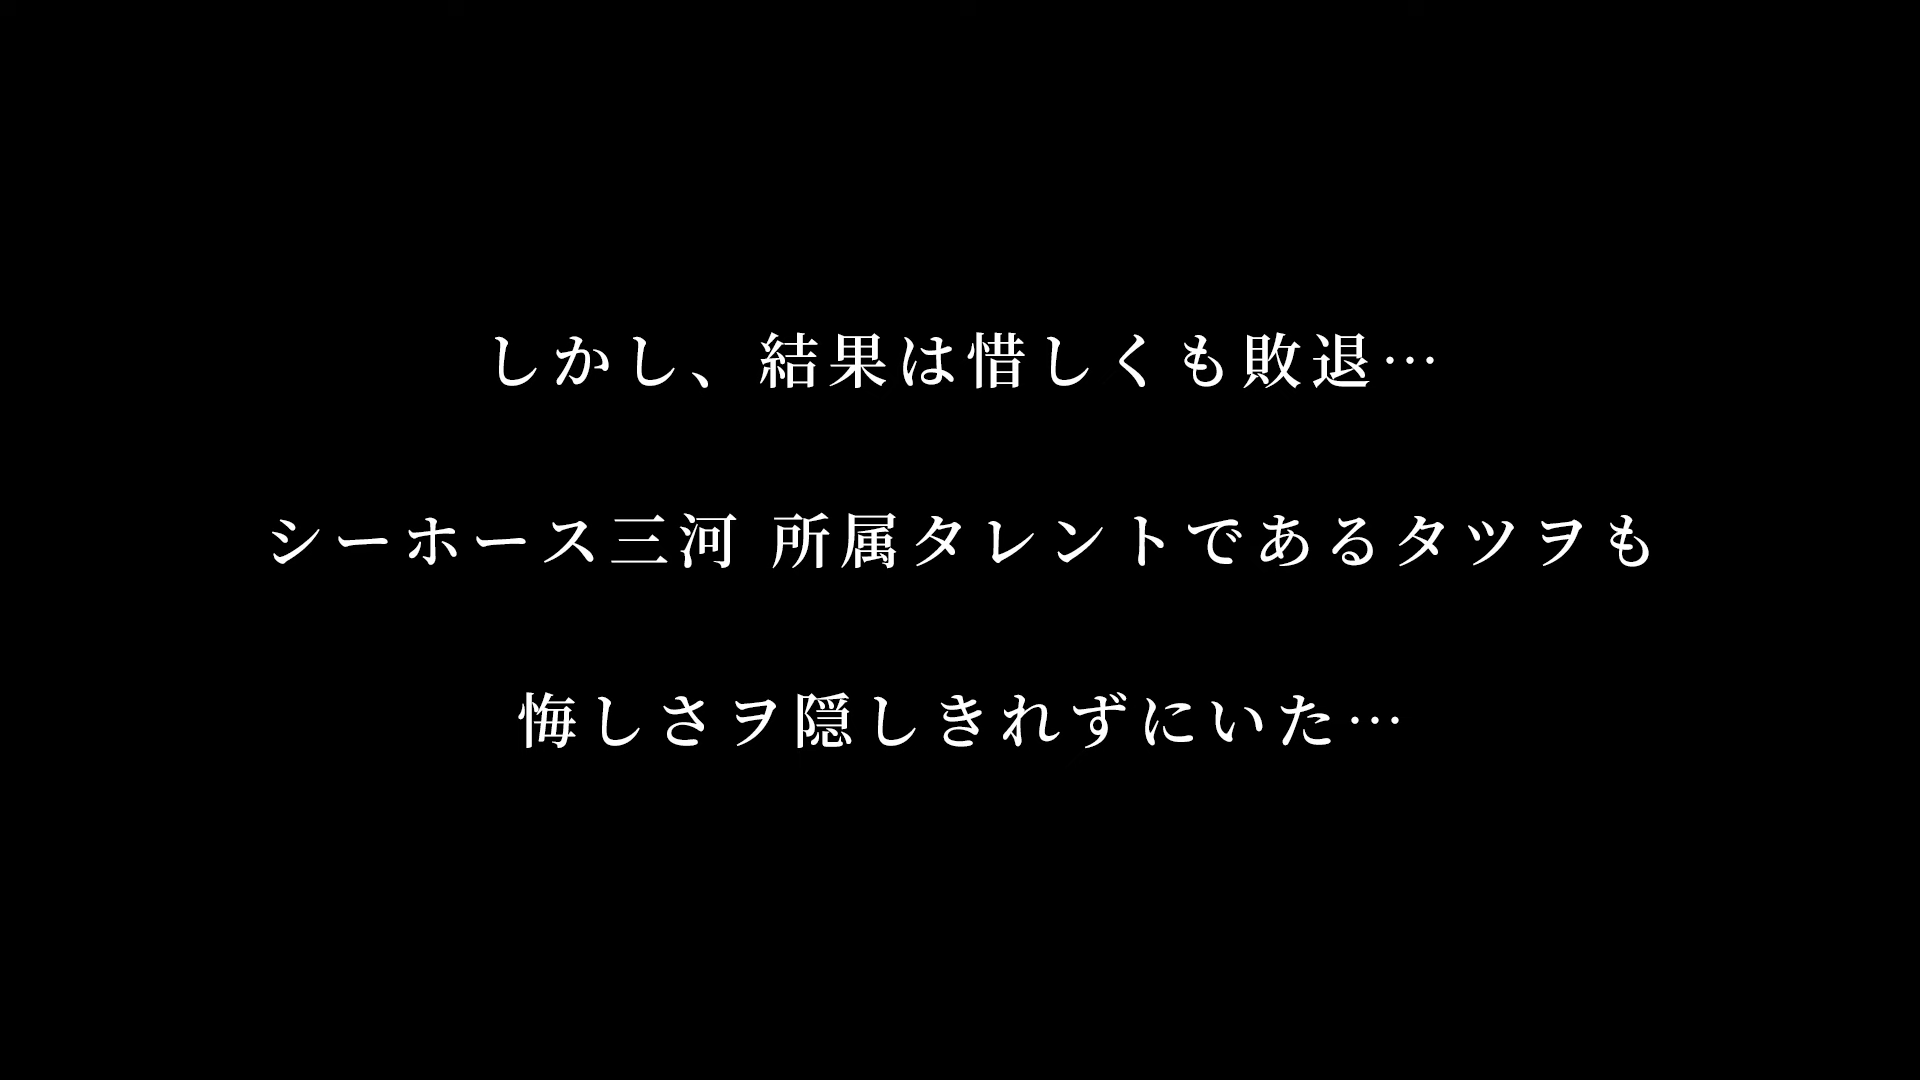 しかし、結果は惜しくも敗退…
シーホース三河 所属タレントであるタツヲも
悔しさヲ隠しきれずにいた…